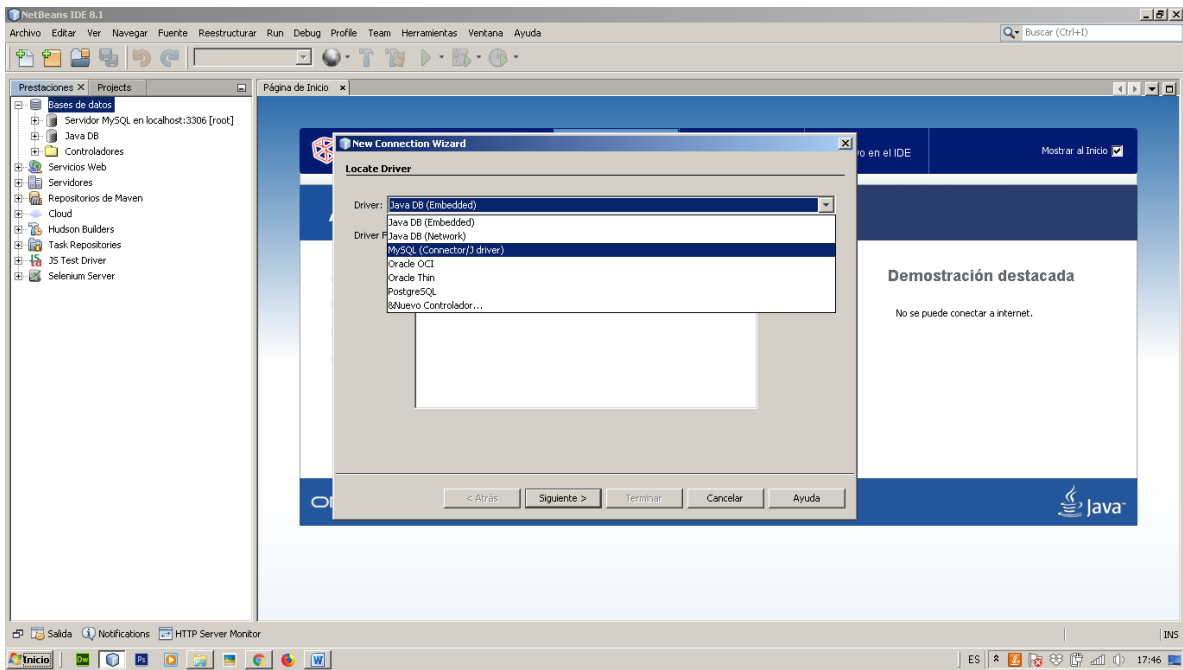 NetBeans IDE 8.1
Archivo Editar Ver Navegar Fuente Reestructurar Run Debug Profile Team Herramientas Ventana Ayuda
Buscar (Ctrl+I)
Prestaciones Projects
Página de Inicio
Bases de datos
Servidor MySQL en localhost:3306 [root]
Java DB
Controladores
Servicios Web
Servidores
Repositorios de Maven
Cloud
Hudson Builders
Task Repositories
JS Test Driver
Selenium Server
vo en el IDE
Mostrar al Inicio
New Connection Wizard
Locate Driver
Driver: Java DB (Embedded)
Driver F
Java DB (Embedded)
Java DB (Network)
MySQL (Connector/J driver)
Oracle OCI
Oracle Thin
PostgreSQL
&Nuevo Controlador...
Demostración destacada
No se puede conectar a internet.
< Atrás Siguiente > Terminar Cancelar Ayuda
Java
Salida Notifications HTTP Server Monitor
INS
Inicio Dw Ps W ES 17:46